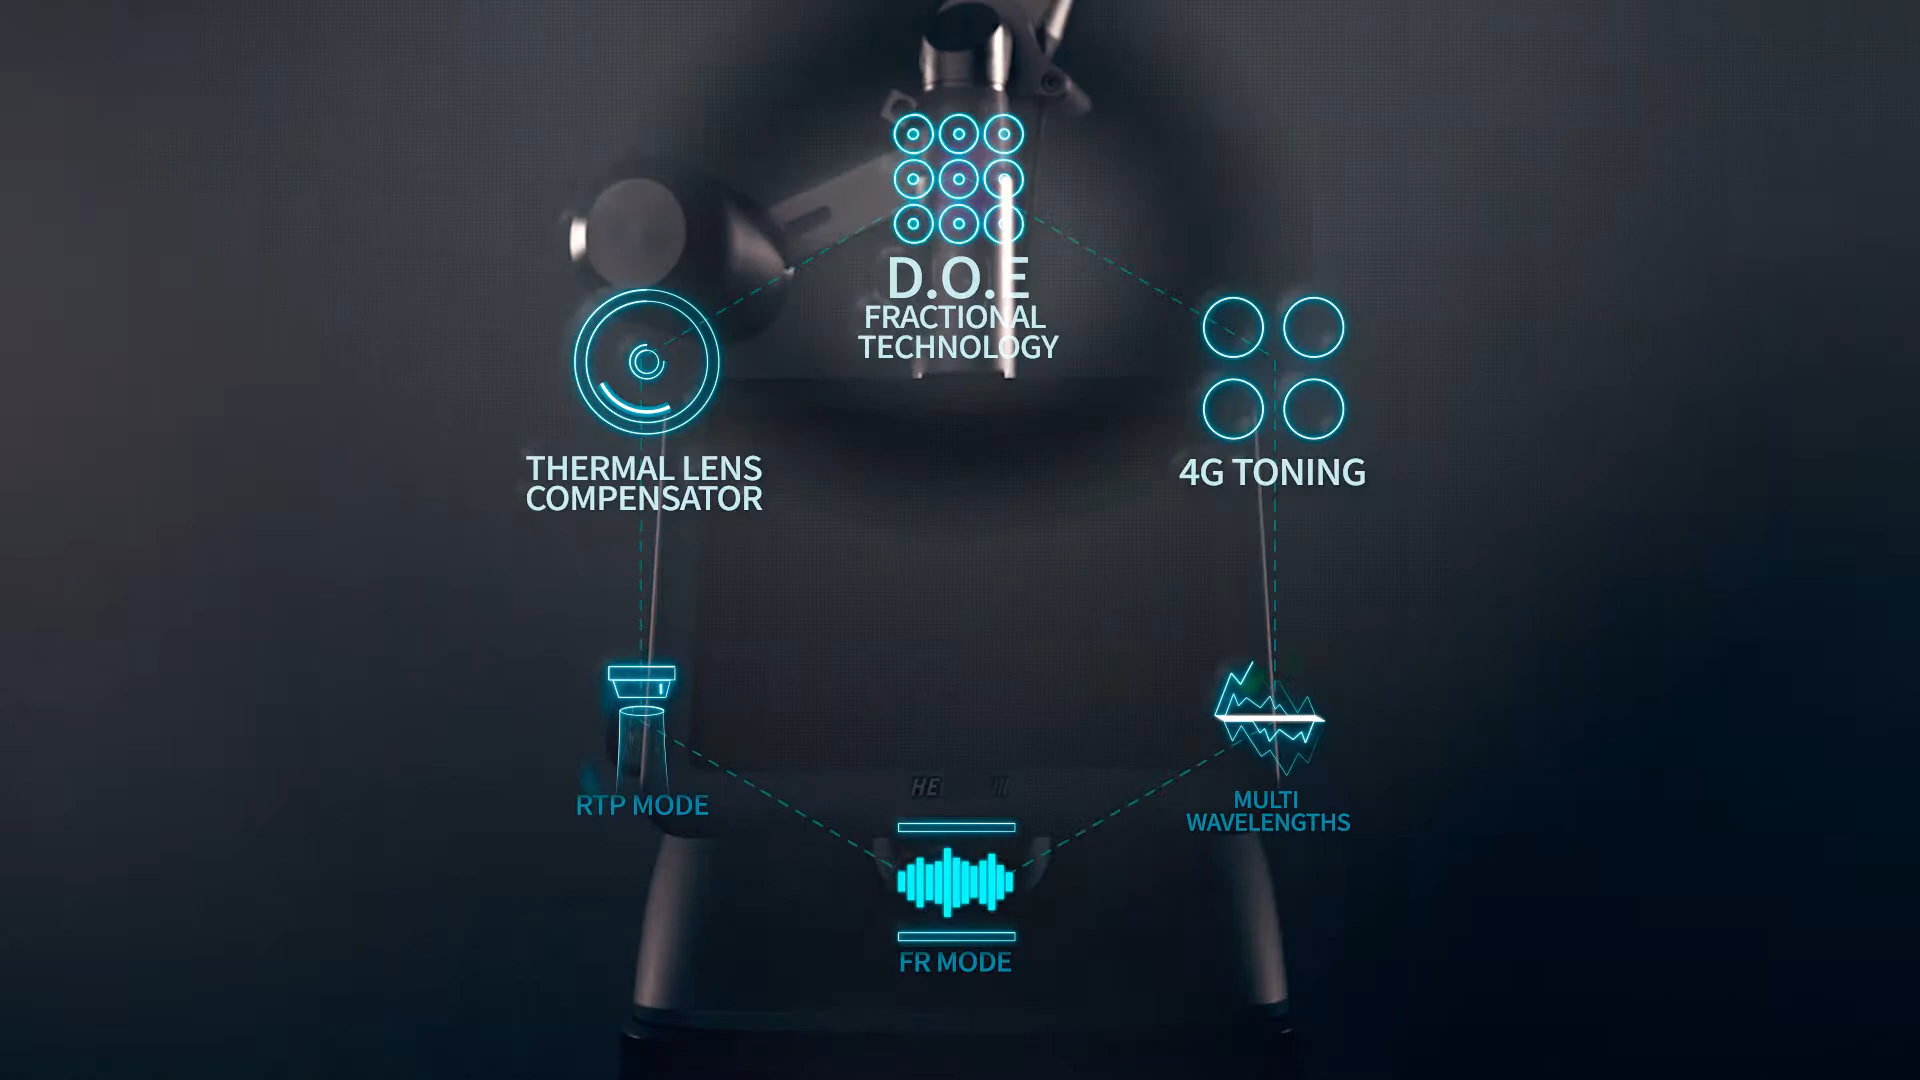 D.O.E
FRACTIONAL
TECHNOLOGY
THERMAL LENS
COMPENSATOR
4G TONING
RTP MODE
MULTI
WAVELENGTHS
FR MODE